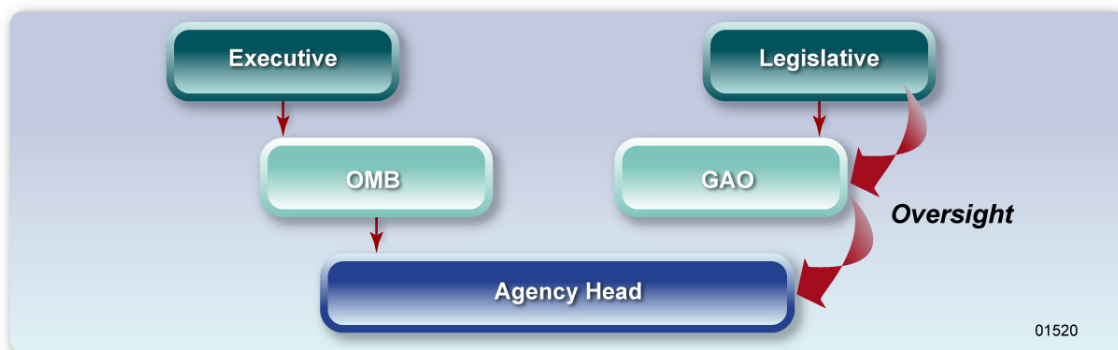 Executive
Legislative
OMB
GAO
Oversight
Agency Head
01520